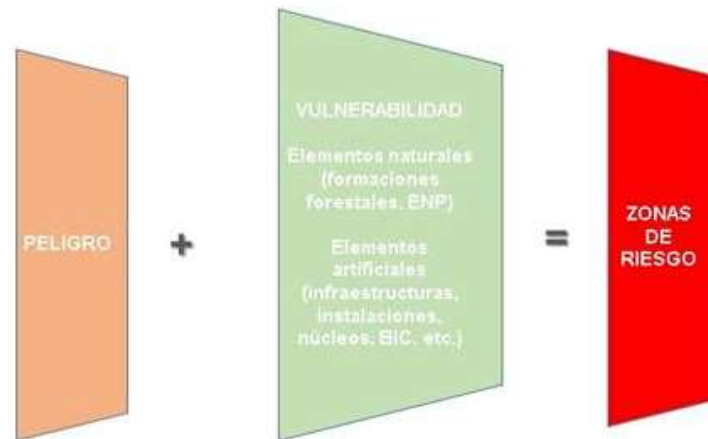 PELIGRO
+
VULNERABILIDAD
Elementos naturales
(formaciones
forestales, ENP)
Elementos
artificiales
(infraestructuras,
instalaciones,
núcleos, BIC, etc.)
=
ZONAS
DE
RIESGO